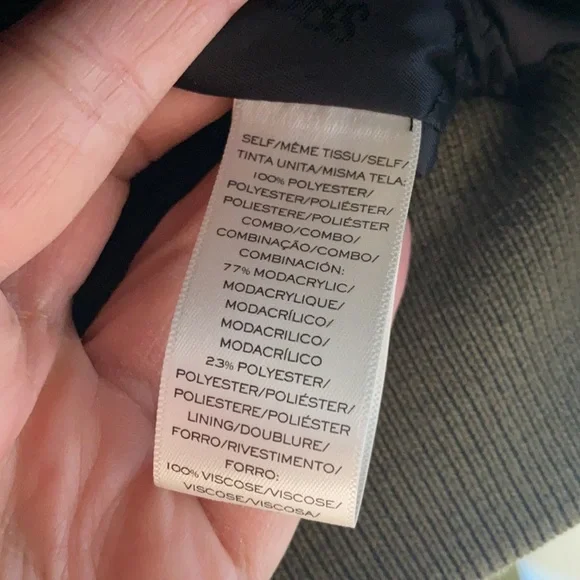 SELF/MÊME TISSU/SELF/
TINTA UNITA/MISMA TELA:
100% POLYESTER/
POLYESTER/POLIÉSTER/
POLIESTERE/POLIÉSTER
COMBO/COMBO/
COMBINAÇÃO/COMBO/
COMBINACIÓN:
77% MODACRYLIC/
MODACRYLIQUE/
MODACRÍLICO/
MODACRILICO/
MODACRÍLICO
23% POLYESTER/
POLYESTER/POLIÉSTER/
POLIESTERE/POLIÉSTER
LINING/DOUBLURE/
FORRO/RIVESTIMENTO/
FORRO:
100% VISCOSE/VISCOSE/
VISCOSE/VISCOSA/